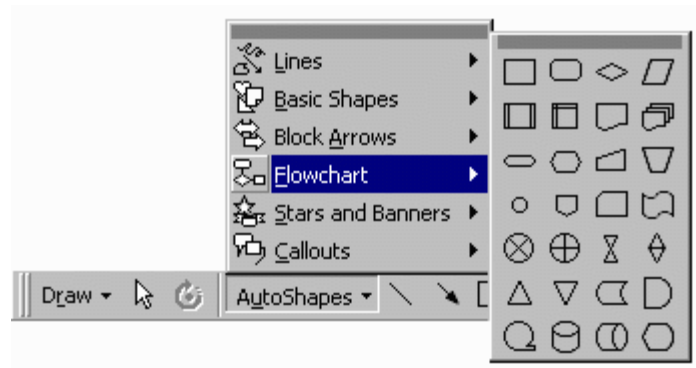 Lines
Basic Shapes
Block Arrows
Flowchart
Stars and Banners
Callouts
Draw AutoShapes